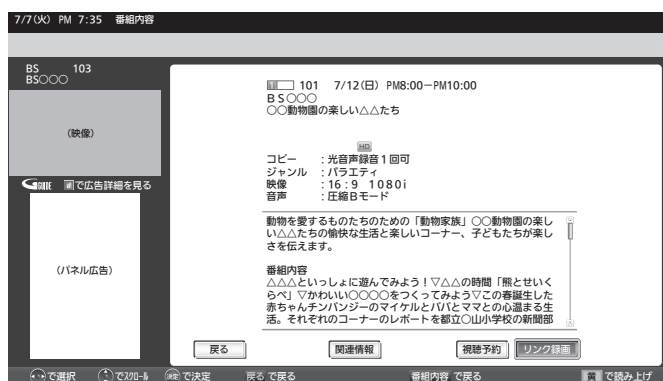 7/7(火) PM 7:35 番組内容
BS 103
BS○○○
(映像)
GGUIDE で広告詳細を見る
(パネル広告)
101 7/12(日) PM8:00−PM10:00
BS○○○
○○動物園の楽しい△△たち
HD
コピー :光音声録音1回可
ジャンル :バラエティ
映像 :16:9 1080i
音声 :圧縮Bモード
動物を愛するものたちのための「動物家族」○○動物園の楽し
い△△たちの愉快な生活と楽しいコーナー、子どもたちが楽し
さを伝えます。
番組内容
△△△といっしょに遊んでみよう!▽△△の時間「熊とせいく
らべ」▽かわいい○○○○をつくってみよう▽この春誕生した
赤ちゃんチンパンジーのマイケルとパパとママとの心温まる生
活。それぞれのコーナーのレポートを都立○山小学校の新聞部
戻る 関連情報 視聴予約 リンク録画
で選択 でスクロール 決定 で決定 戻る で戻る 番組内容 で戻る 黄 で読み上げ